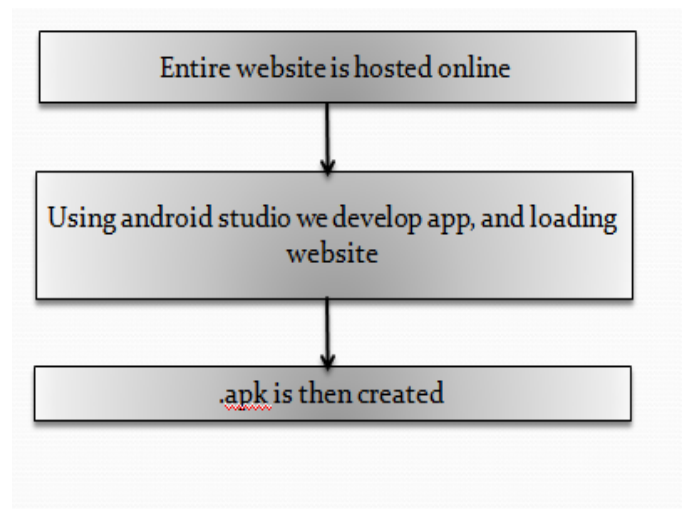 Entire website is hosted online
Using android studio we develop app, and loading
website
.apk is then created